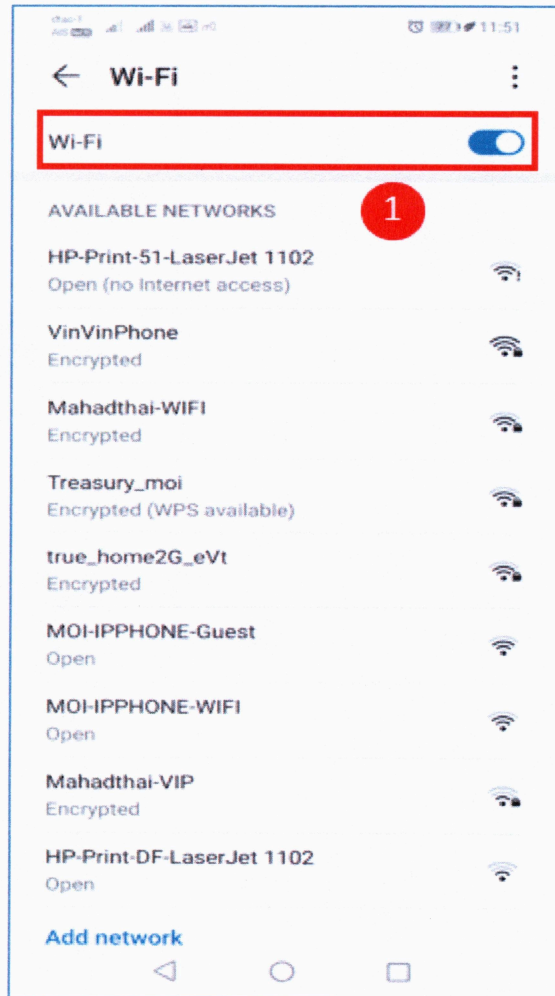 11:51
Wi-Fi
Wi-Fi
1
AVAILABLE NETWORKS
HP-Print-51-LaserJet 1102
Open (no Internet access)
VinVinPhone
Encrypted
Mahadthai-WIFI
Encrypted
Treasury_moi
Encrypted (WPS available)
true_home2G_eVt
Encrypted
MOI-IPPHONE-Guest
Open
MOI-IPPHONE-WIFI
Open
Mahadthai-VIP
Encrypted
HP-Print-DF-LaserJet 1102
Open
Add network